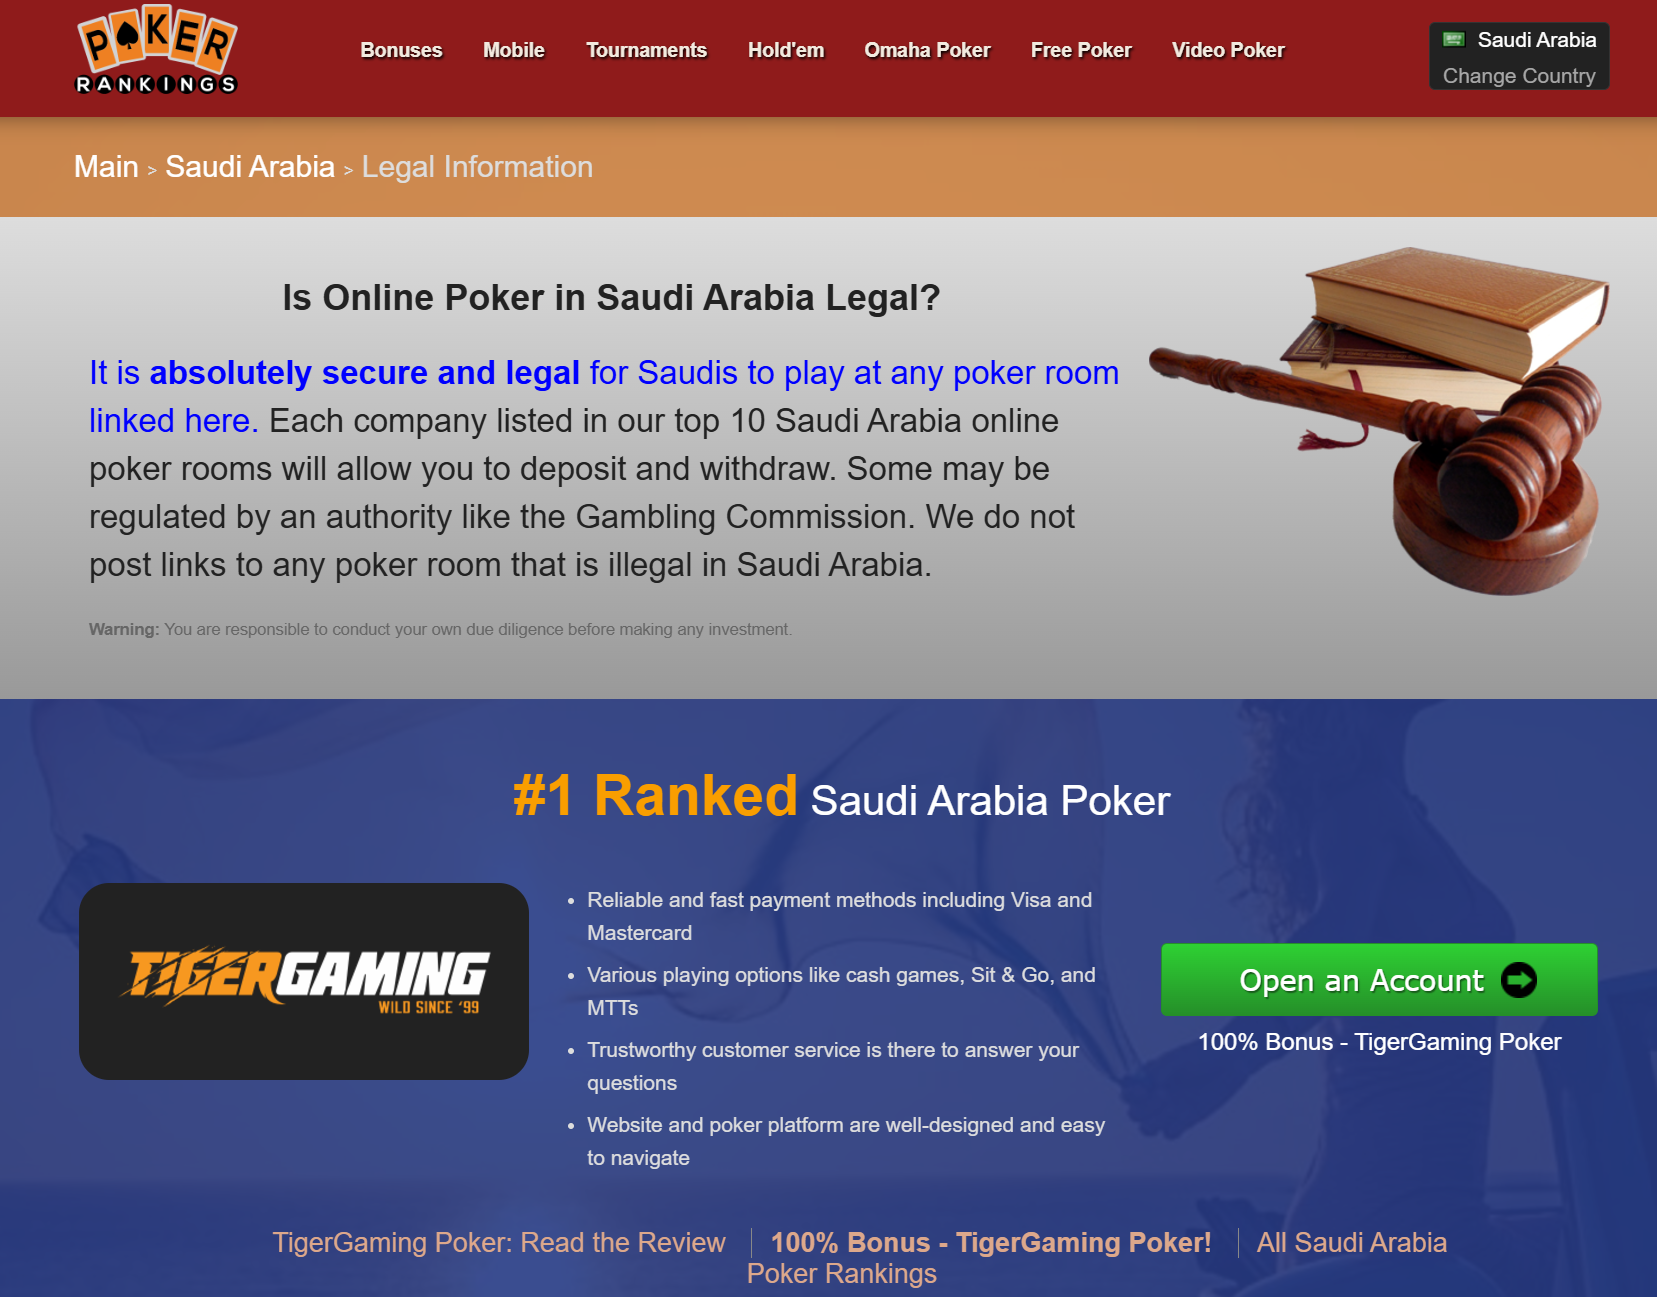 POKER
RANKINGS
Bonuses Mobile Tournaments Hold'em Omaha Poker Free Poker Video Poker
Saudi Arabia
Change Country
Main > Saudi Arabia > Legal Information
Is Online Poker in Saudi Arabia Legal?
It is absolutely secure and legal for Saudis to play at any poker room
linked here. Each company listed in our top 10 Saudi Arabia online
poker rooms will allow you to deposit and withdraw. Some may be
regulated by an authority like the Gambling Commission. We do not
post links to any poker room that is illegal in Saudi Arabia.
Warning: You are responsible to conduct your own due diligence before making any investment.
#1 Ranked Saudi Arabia Poker
TIGERGAMING
WILD SINCE '99
• Reliable and fast payment methods including Visa and
Mastercard
• Various playing options like cash games, Sit & Go, and
MTTs
• Trustworthy customer service is there to answer your
questions
• Website and poker platform are well-designed and easy
to navigate
Open an Account
100% Bonus - TigerGaming Poker
TigerGaming Poker: Read the Review | 100% Bonus - TigerGaming Poker! | All Saudi Arabia
Poker Rankings